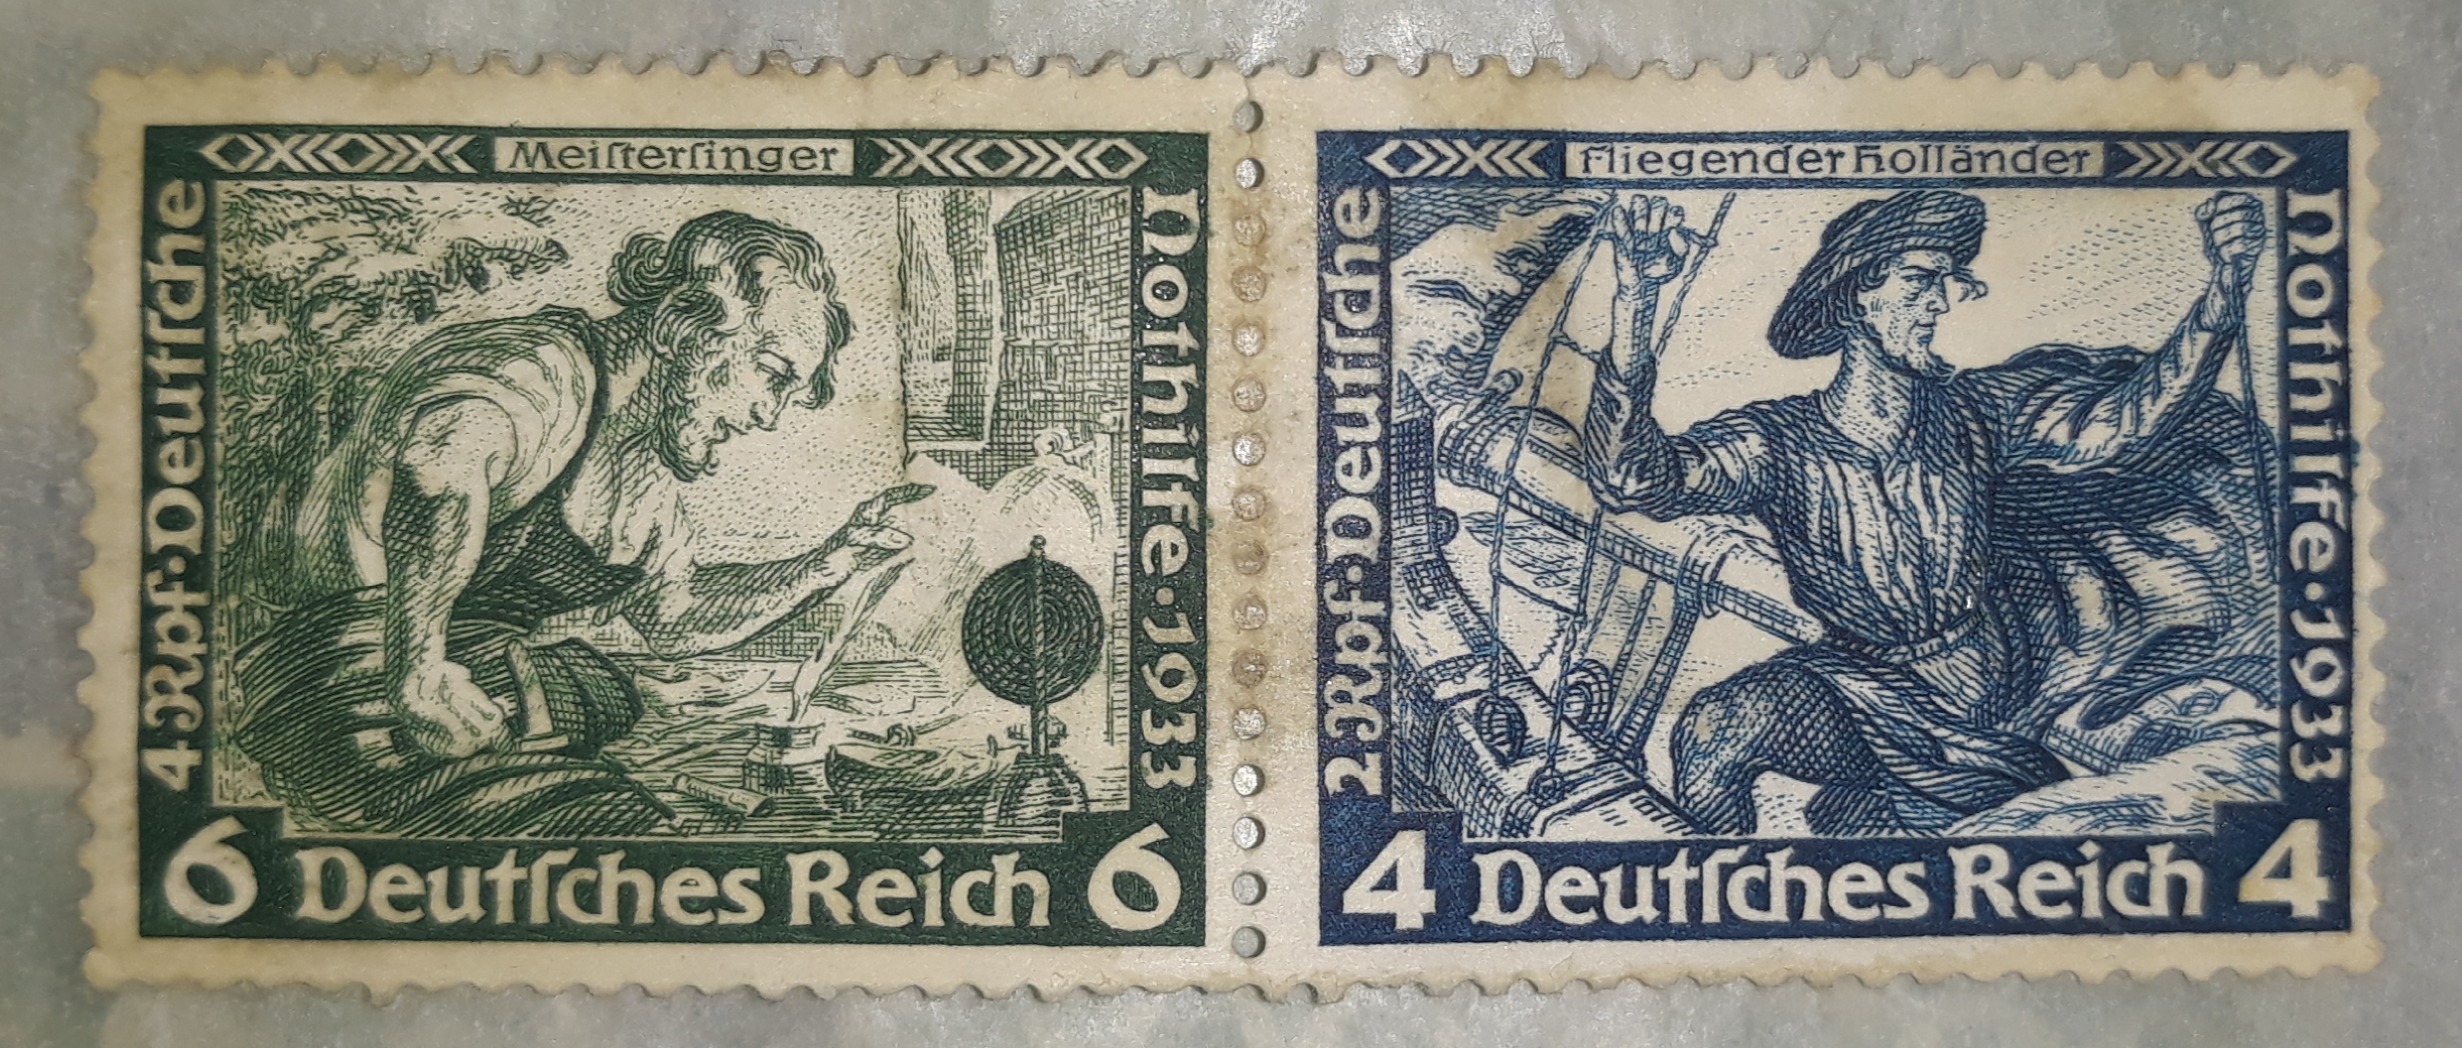 Meiſterſinger
4 Rpf·Deutſche
Nothilfe·1933
6 Deutſches Reich 6
Fliegender Holländer
2 Rpf·Deutſche
Nothilfe·1933
4 Deutſches Reich 4